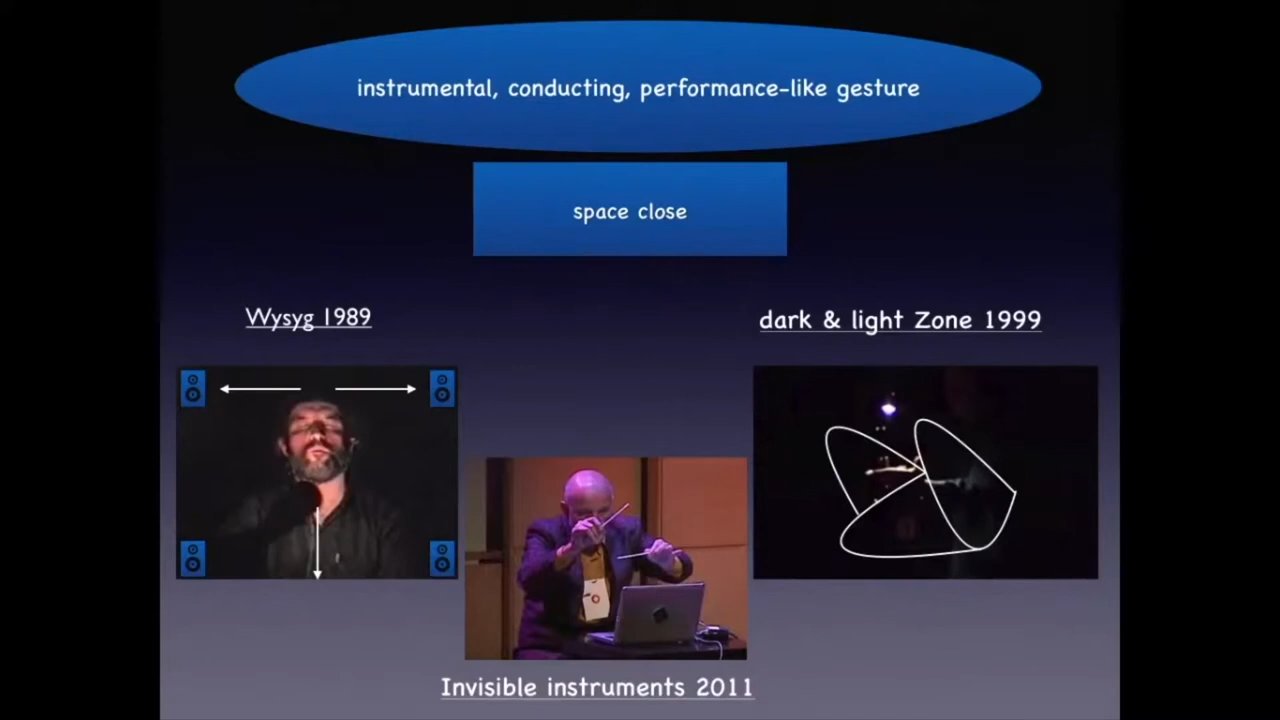 instrumental, conducting, performance-like gesture
space close
Wysyg 1989
dark & light Zone 1999
Invisible instruments 2011